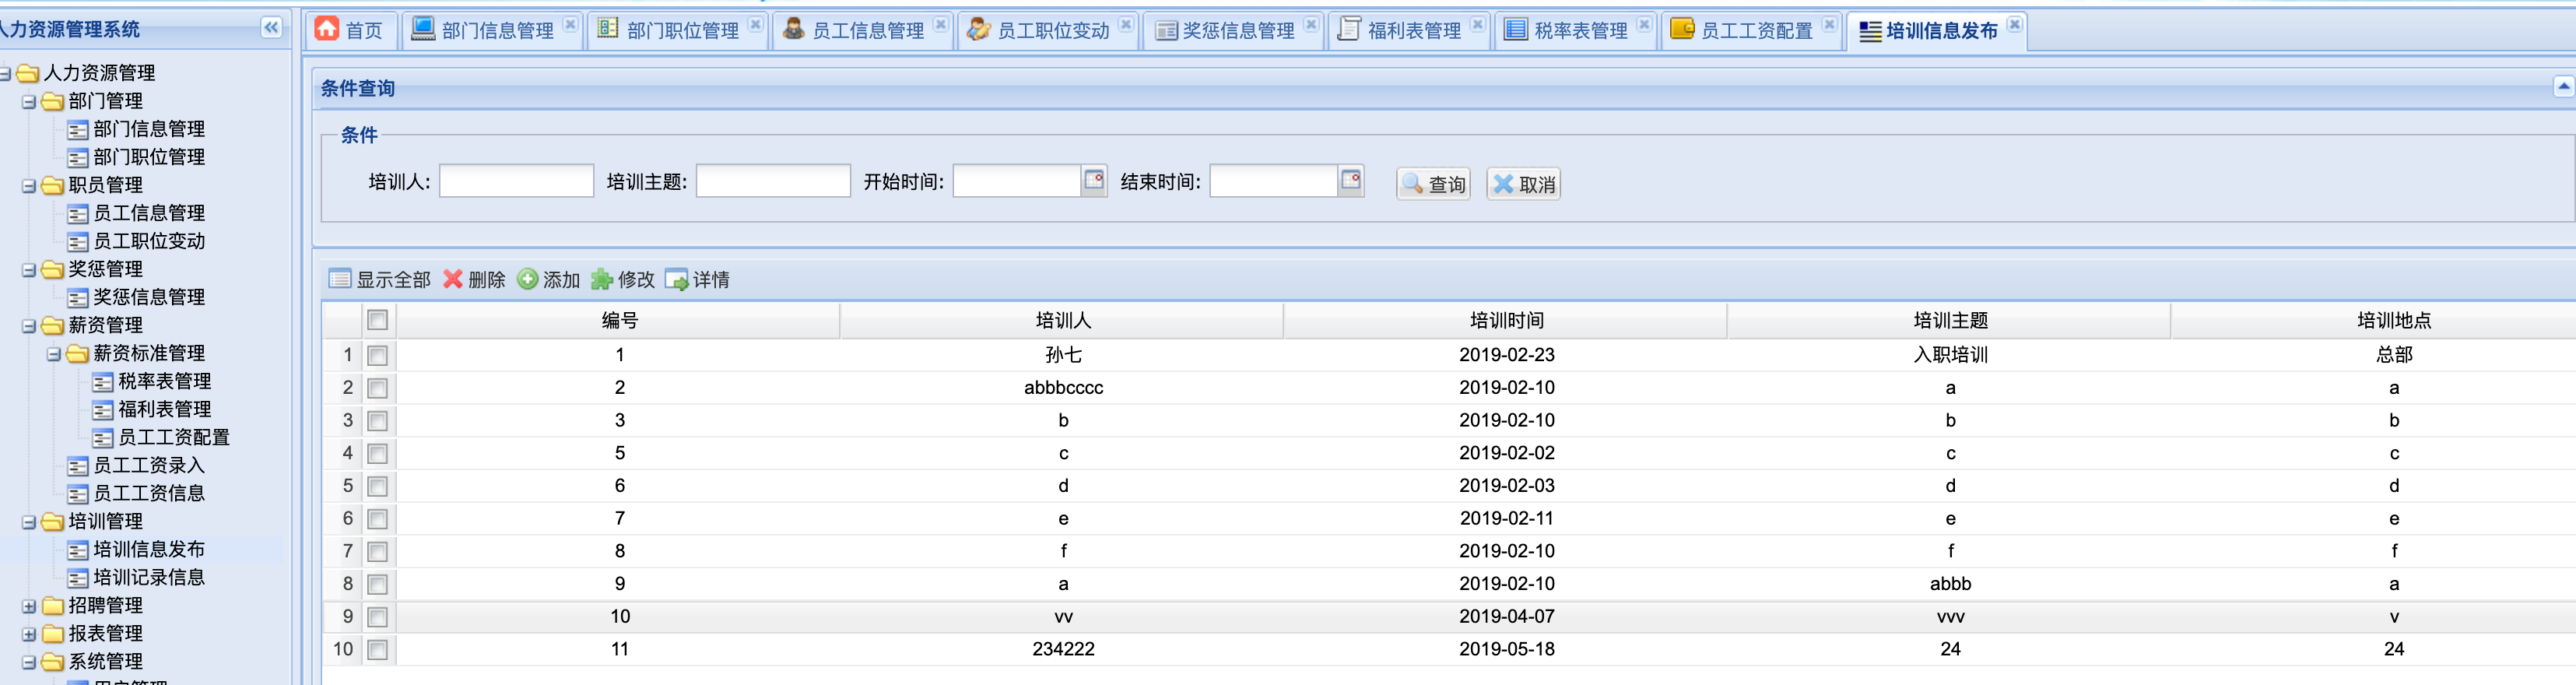 人力资源管理系统
首页 部门信息管理 部门职位管理 员工信息管理 员工职位变动 奖惩信息管理 福利表管理 税率表管理 员工工资配置 培训信息发布
人力资源管理
部门管理
部门信息管理
部门职位管理
职员管理
员工信息管理
员工职位变动
奖惩管理
奖惩信息管理
薪资管理
薪资标准管理
税率表管理
福利表管理
员工工资配置
员工工资录入
员工工资信息
培训管理
培训信息发布
培训记录信息
招聘管理
报表管理
系统管理
条件查询
条件
培训人: 培训主题: 开始时间: 结束时间: 查询 取消
显示全部 删除 添加 修改 详情
编号 培训人 培训时间 培训主题 培训地点
1 1 孙七 2019-02-23 入职培训 总部
2 2 abbbcccc 2019-02-10 a a
3 3 b 2019-02-10 b b
4 5 c 2019-02-02 c c
5 6 d 2019-02-03 d d
6 7 e 2019-02-11 e e
7 8 f 2019-02-10 f f
8 9 a 2019-02-10 abbb a
9 10 vv 2019-04-07 vvv v
10 11 234222 2019-05-18 24 24